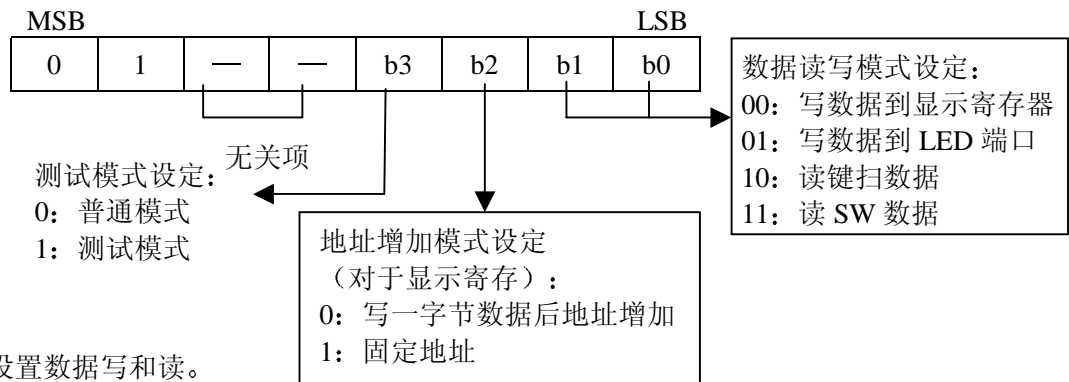 MSB LSB
0 1 — — b3 b2 b1 b0
数据读写模式设定：
00：写数据到显示寄存器
01：写数据到 LED 端口
10：读键扫数据
11：读 SW 数据
无关项
测试模式设定：
0：普通模式
1：测试模式
地址增加模式设定
（对于显示寄存）：
0：写一字节数据后地址增加
1：固定地址
设置数据写和读。